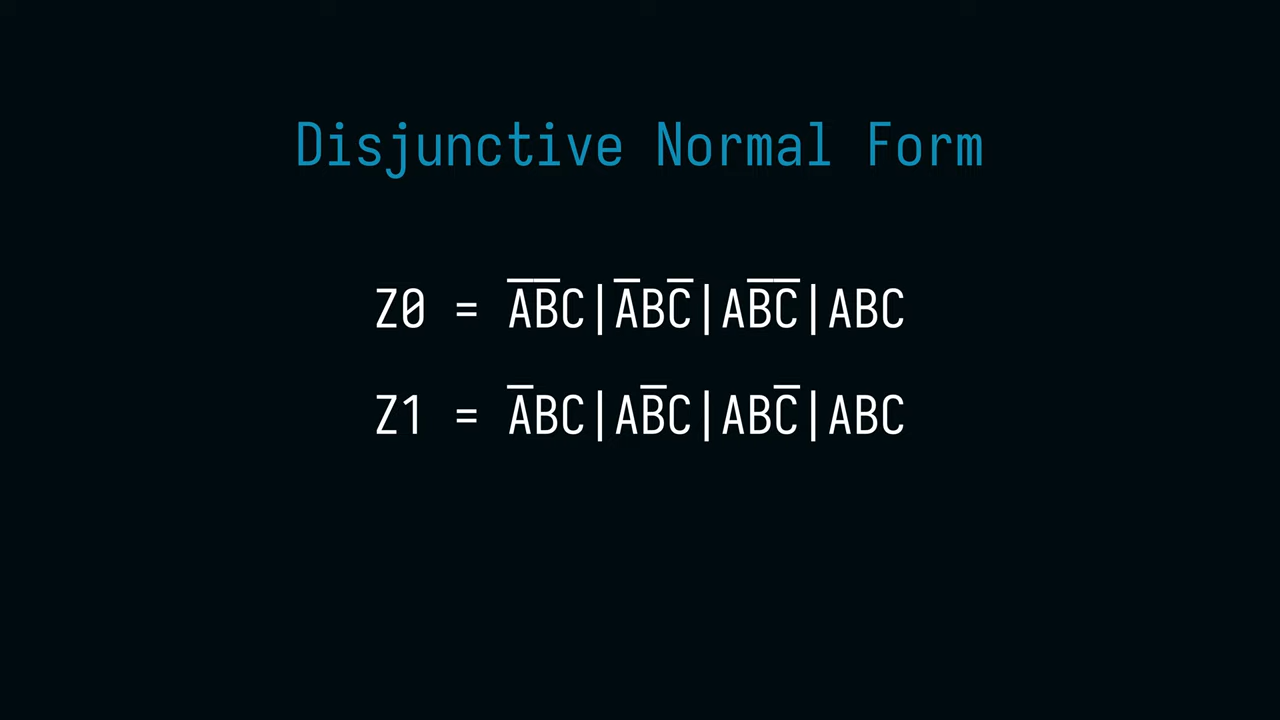 Disjunctive Normal Form
Z0 = A̅B̅C|A̅BC̅|AB̅C̅|ABC
Z1 = A̅BC|AB̅C|ABC̅|ABC